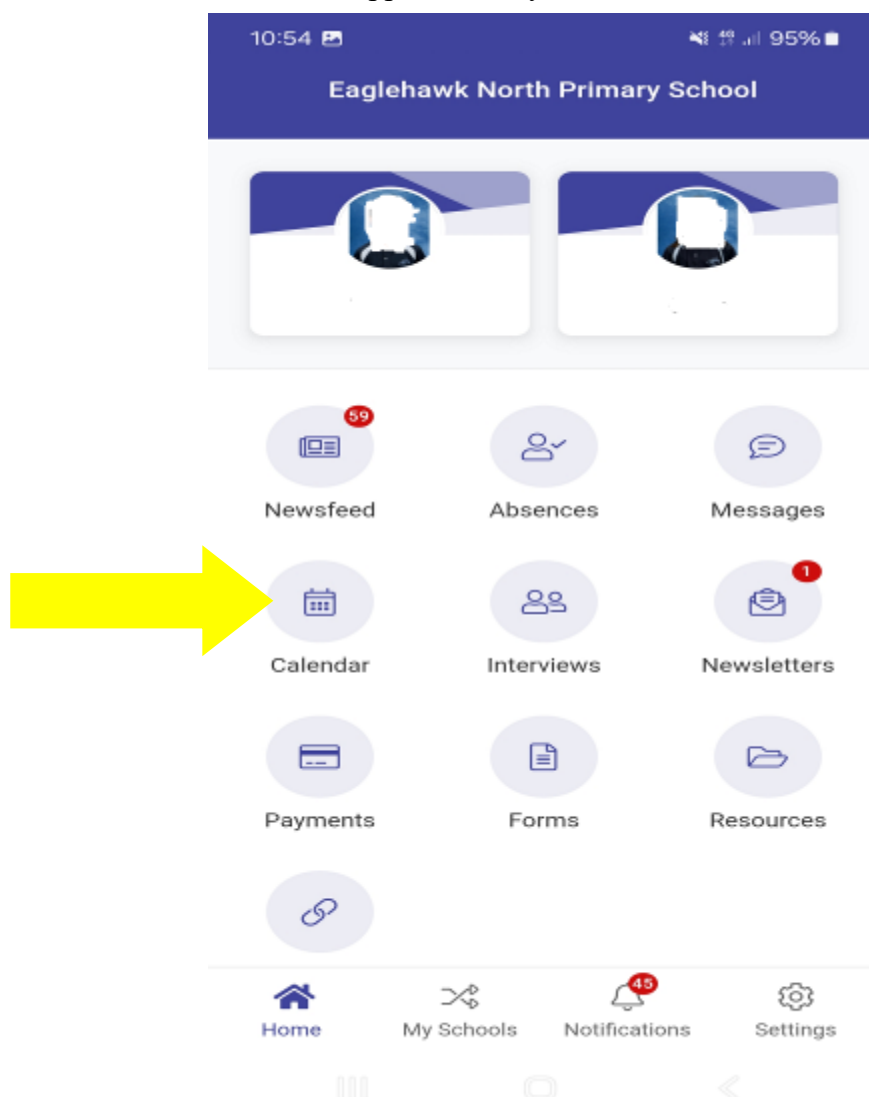 10:54 95%
Eaglehawk North Primary School
59
Newsfeed Absences Messages
1
Calendar Interviews Newsletters
Payments Forms Resources
45
Home My Schools Notifications Settings